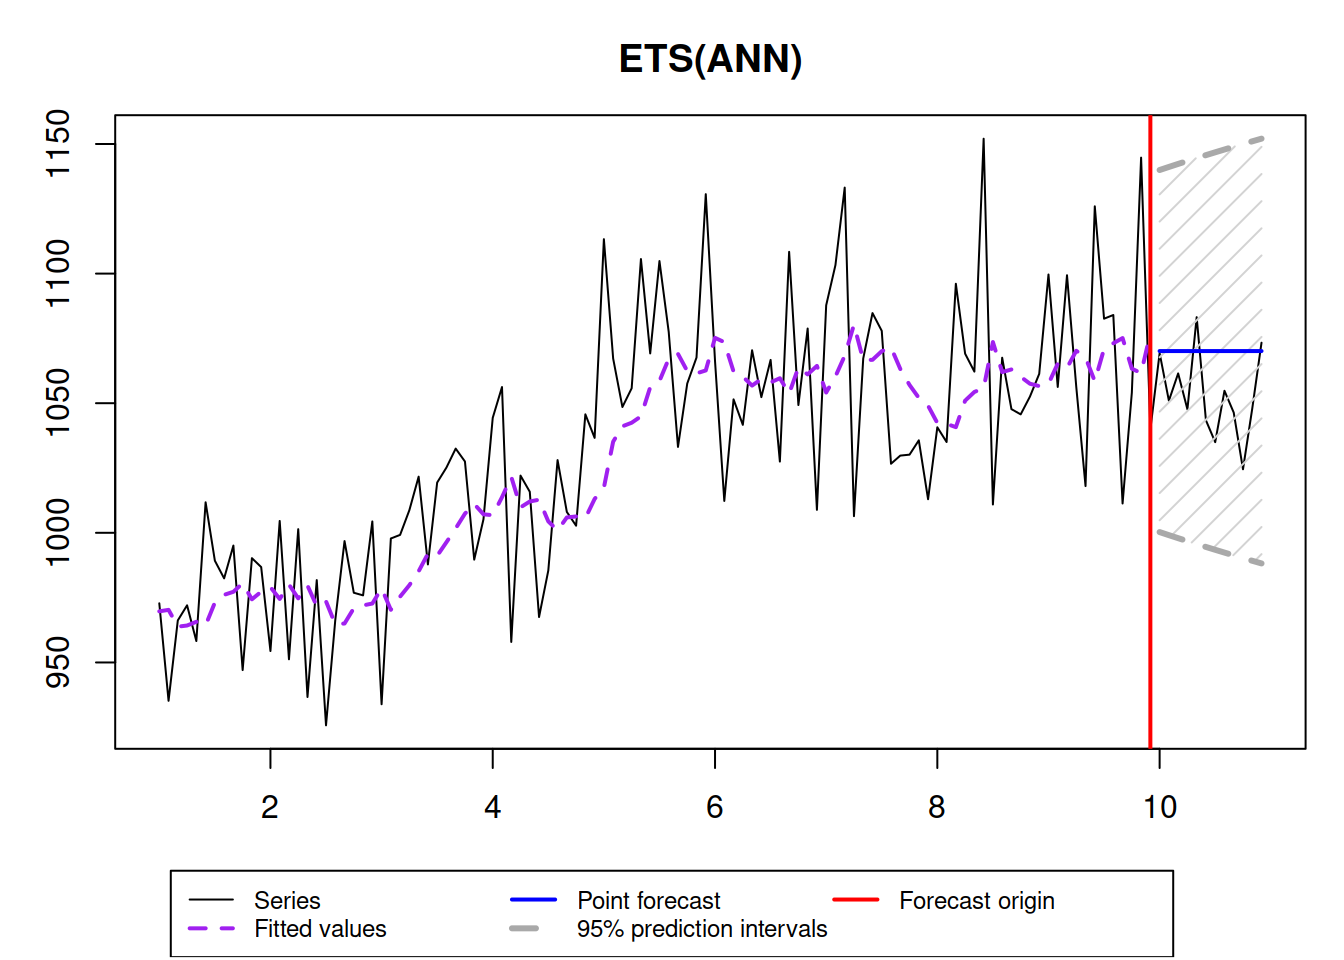 ETS(ANN)
1150
1100
1050
1000
950
2 4 6 8 10
Series Point forecast Forecast origin
Fitted values 95% prediction intervals